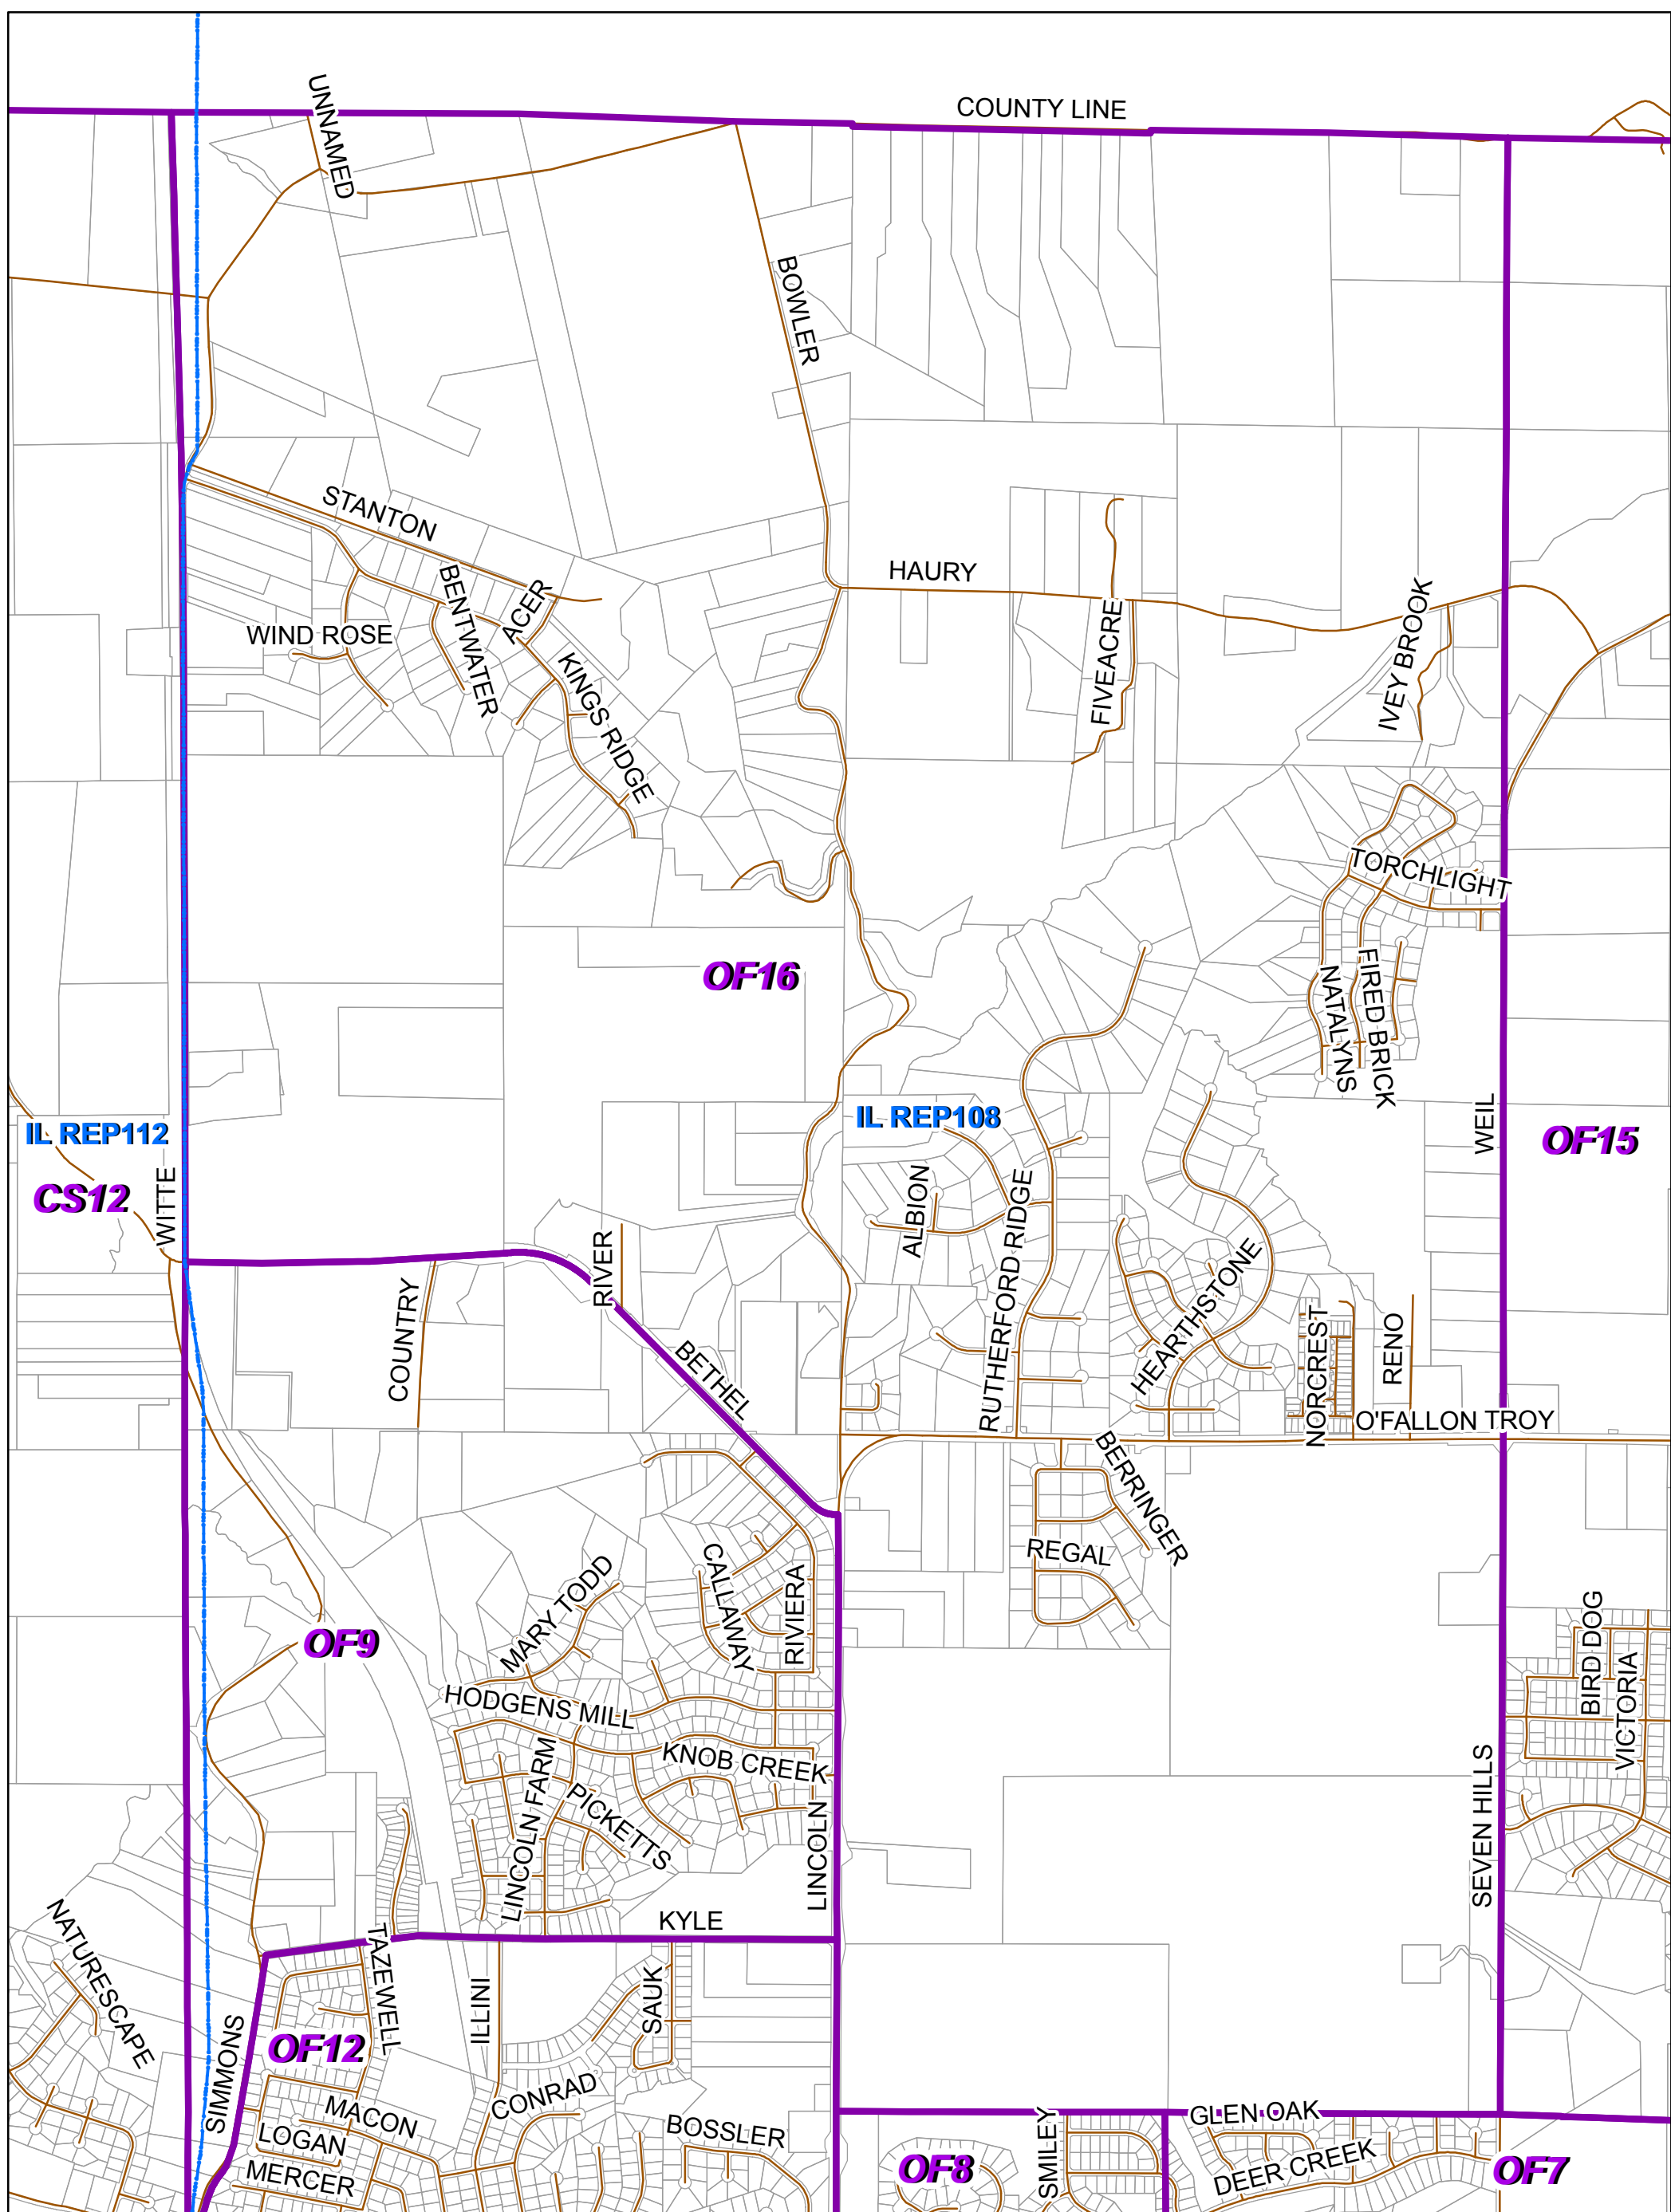 COUNTY LINE
UNNAMED
BOWLER
STANTON
HAURY
BENTWATER
ACER
WIND ROSE
FIVEACRE
IVEY BROOK
KINGS RIDGE
TORCHLIGHT
OF16
NATALYNS
FIRED BRICK
IL REP112
IL REP108
WEIL
OF15
CS12
WITTE
ALBION
RUTHERFORD RIDGE
RIVER
HEARTHSTONE
COUNTRY
BETHEL
NORCREST
RENO
O'FALLON TROY
BERRINGER
REGAL
CALLAWAY
MARY TODD
RIVIERA
OF9
BIRD DOG
VICTORIA
HODGENS MILL
KNOB CREEK
LINCOLN FARM
PICKETTS
LINCOLN
SEVEN HILLS
KYLE
NATURESCAPE
TAZEWELL
ILLINI
SAUK
SIMMONS
OF12
CONRAD
MACON
LOGAN
BOSSLER
MERCER
GLEN OAK
SMILEY
OF8
DEER CREEK
OF7